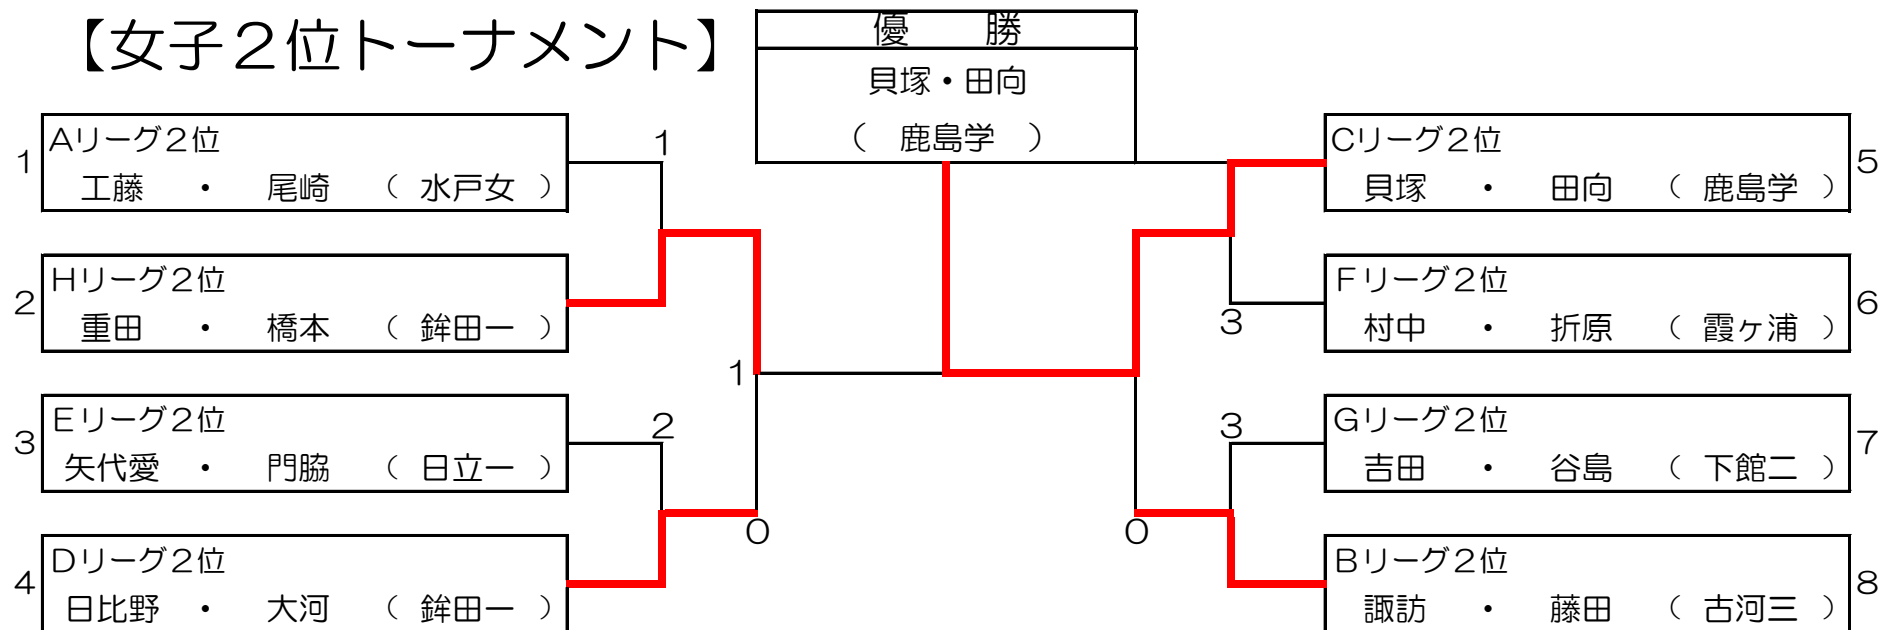 【女子２位トーナメント】
優　勝
貝塚・田向
（ 鹿島学 ）
1
Aリーグ２位
工藤 ・ 尾崎 （ 水戸女 ）
1
2
Hリーグ２位
重田 ・ 橋本 （ 鉾田一 ）
1
3
Eリーグ２位
矢代愛 ・ 門脇 （ 日立一 ）
2
4
Dリーグ２位
日比野 ・ 大河 （ 鉾田一 ）
0
Cリーグ２位
貝塚 ・ 田向 （ 鹿島学 ）
5
Fリーグ２位
村中 ・ 折原 （ 霞ヶ浦 ）
6
3
3
Gリーグ２位
吉田 ・ 谷島 （ 下館二 ）
7
0
Bリーグ２位
諏訪 ・ 藤田 （ 古河三 ）
8